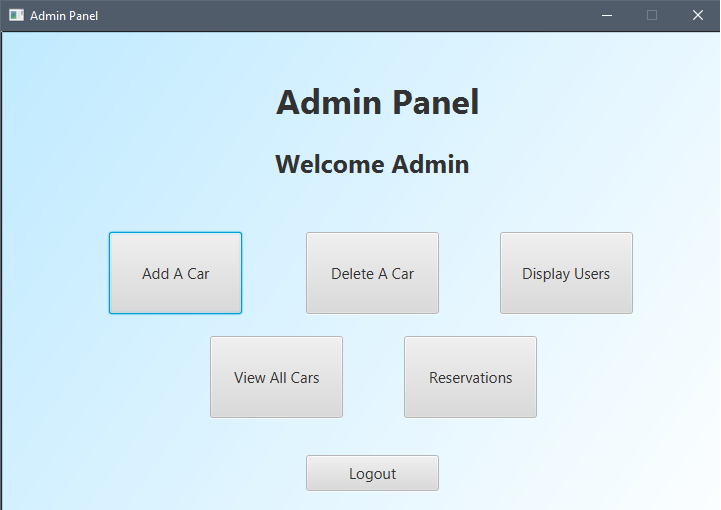 Admin Panel
Admin Panel
Welcome Admin
Add A Car
Delete A Car
Display Users
View All Cars
Reservations
Logout